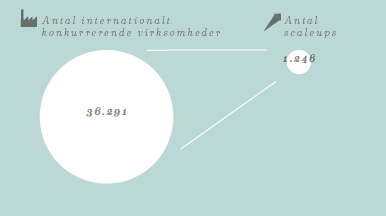 Antal internationalt
konkurrerende virksomheder
Antal
scaleups
36.291
1.246